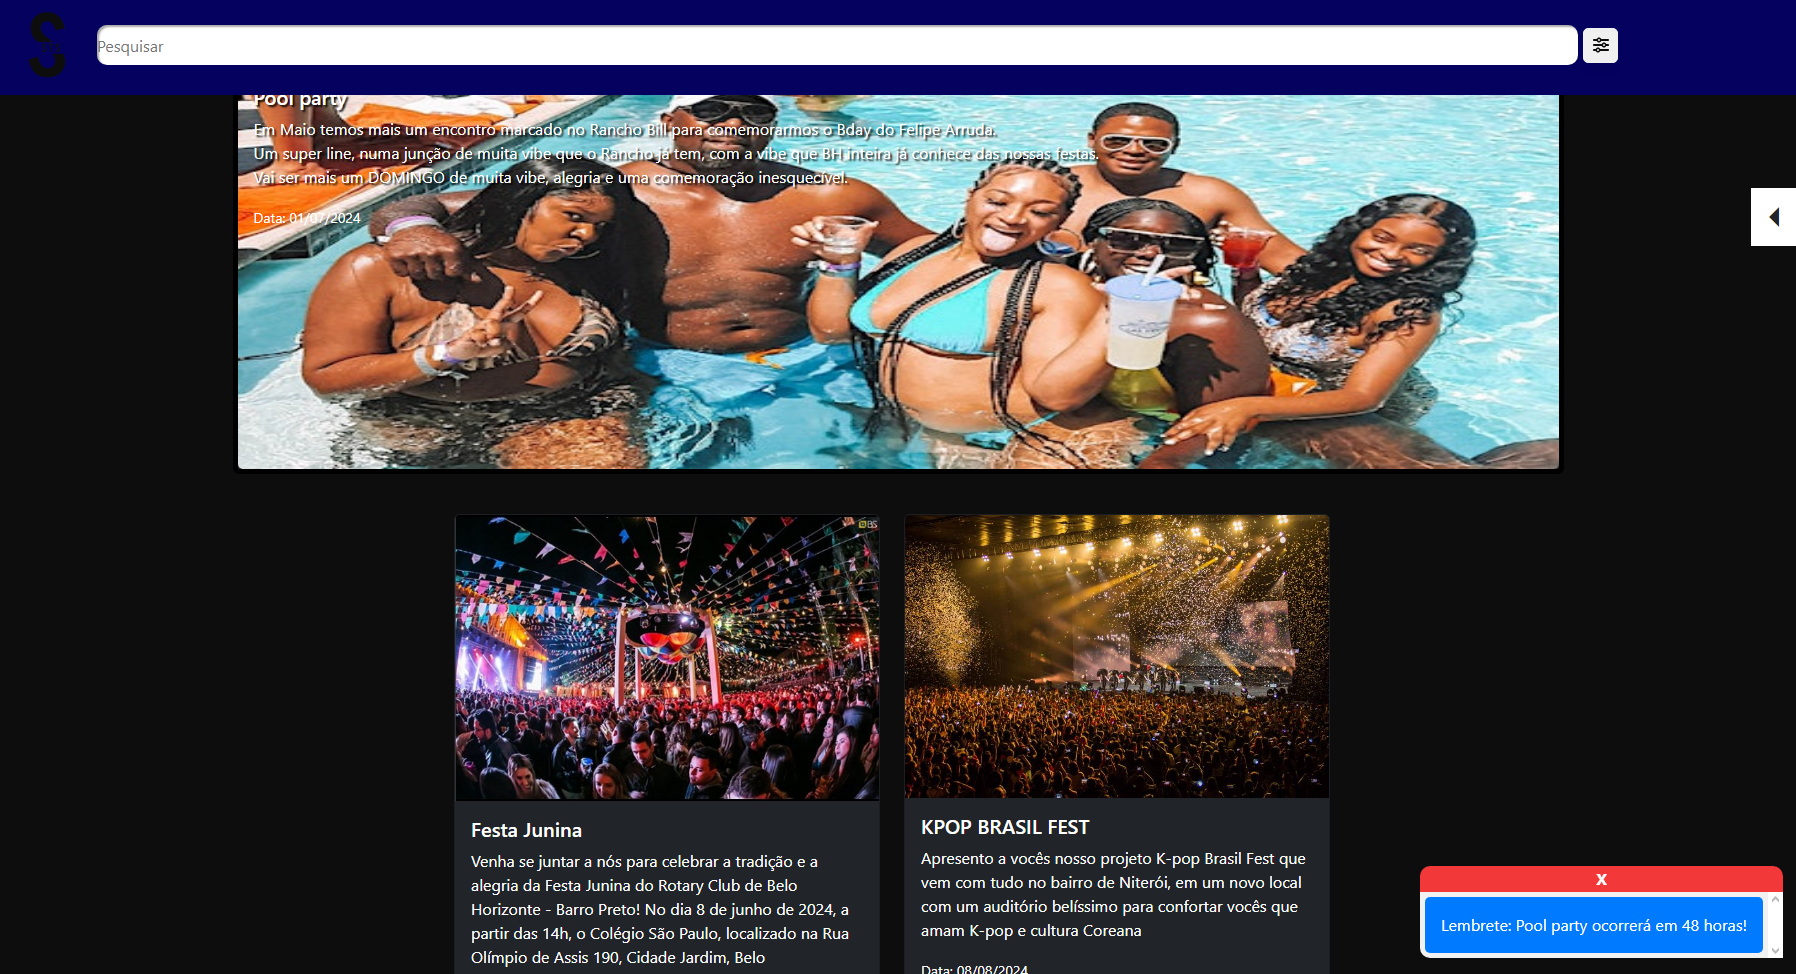 Pesquisar
Pool party
Em Maio temos mais um encontro marcado no Rancho Bill para comemorarmos o Bday do Felipe Arruda.
Um super line, numa junção de muita vibe que o Rancho já tem, com a vibe que BH inteira já conhece das nossas festas.
Vai ser mais um DOMINGO de muita vibe, alegria e uma comemoração inesquecível.
Data: 01/07/2024
BS
Festa Junina
Venha se juntar a nós para celebrar a tradição e a
alegria da Festa Junina do Rotary Club de Belo
Horizonte - Barro Preto! No dia 8 de junho de 2024, a
partir das 14h, o Colégio São Paulo, localizado na Rua
Olímpio de Assis 190, Cidade Jardim, Belo
KPOP BRASIL FEST
Apresento a vocês nosso projeto K-pop Brasil Fest que
vem com tudo no bairro de Niterói, em um novo local
com um auditório belíssimo para confortar vocês que
amam K-pop e cultura Coreana
Data: 08/08/2024
X
Lembrete: Pool party ocorrerá em 48 horas!